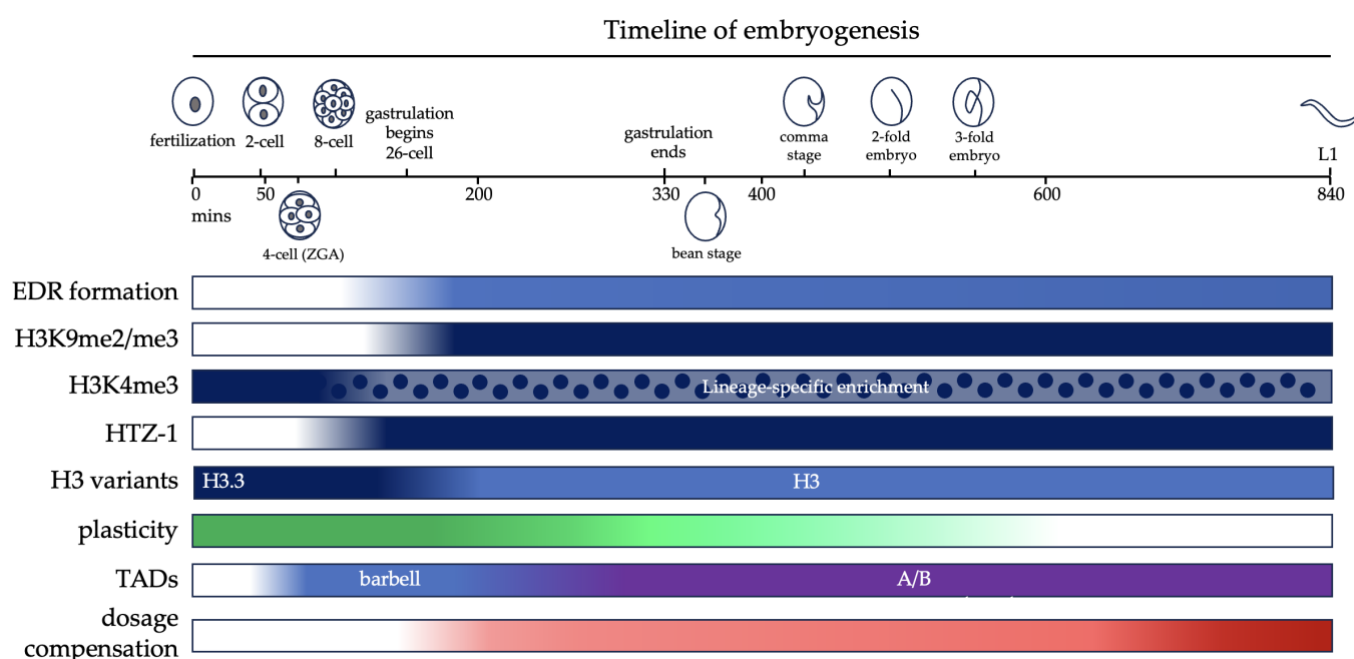 Timeline of embryogenesis
fertilization
2-cell
8-cell
gastrulation
begins
26-cell
gastrulation
ends
comma
stage
2-fold
embryo
3-fold
embryo
L1
0
50
200
330
400
600
840
mins
4-cell (ZGA)
bean stage
EDR formation
H3K9me2/me3
H3K4me3
Lineage-specific enrichment
HTZ-1
H3 variants
H3.3
H3
plasticity
TADs
barbell
A/B
dosage
compensation